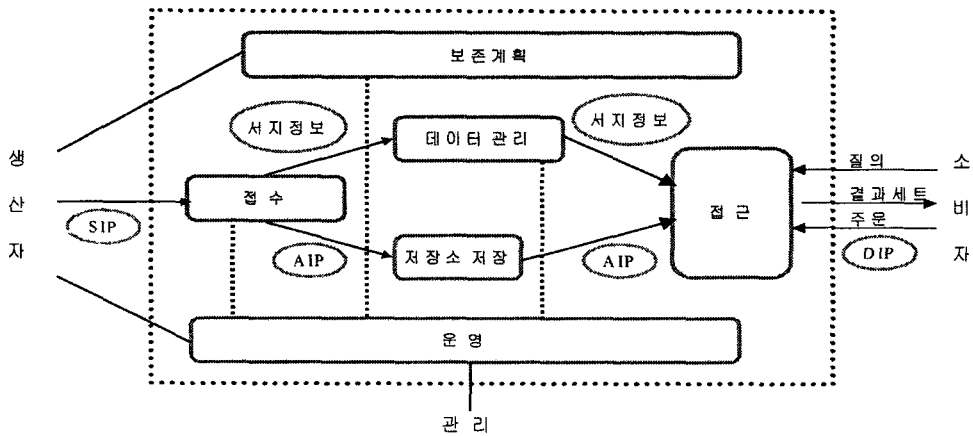 보존계획
서지정보
서지정보
데이터 관리
생산자
접수
SIP
AIP
저장소 저장
AIP
접근
질의
결과세트
주문
DIP
소비자
운영
관리